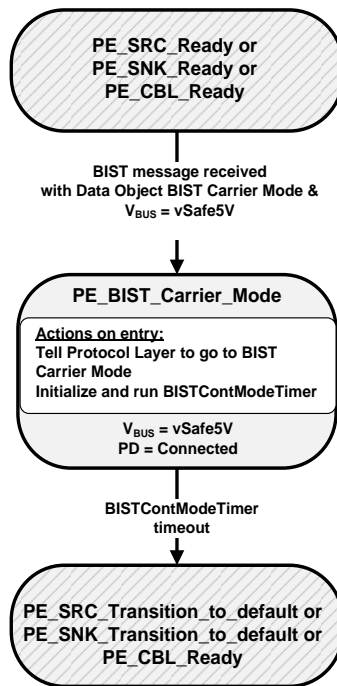 PE_SRC_Ready or
PE_SNK_Ready or
PE_CBL_Ready
BIST message received
with Data Object BIST Carrier Mode &
VBUS = vSafe5V
PE_BIST_Carrier_Mode
Actions on entry:
Tell Protocol Layer to go to BIST
Carrier Mode
Initialize and run BISTContModeTimer
VBUS = vSafe5V
PD = Connected
BISTContModeTimer
timeout
PE_SRC_Transition_to_default or
PE_SNK_Transition_to_default or
PE_CBL_Ready